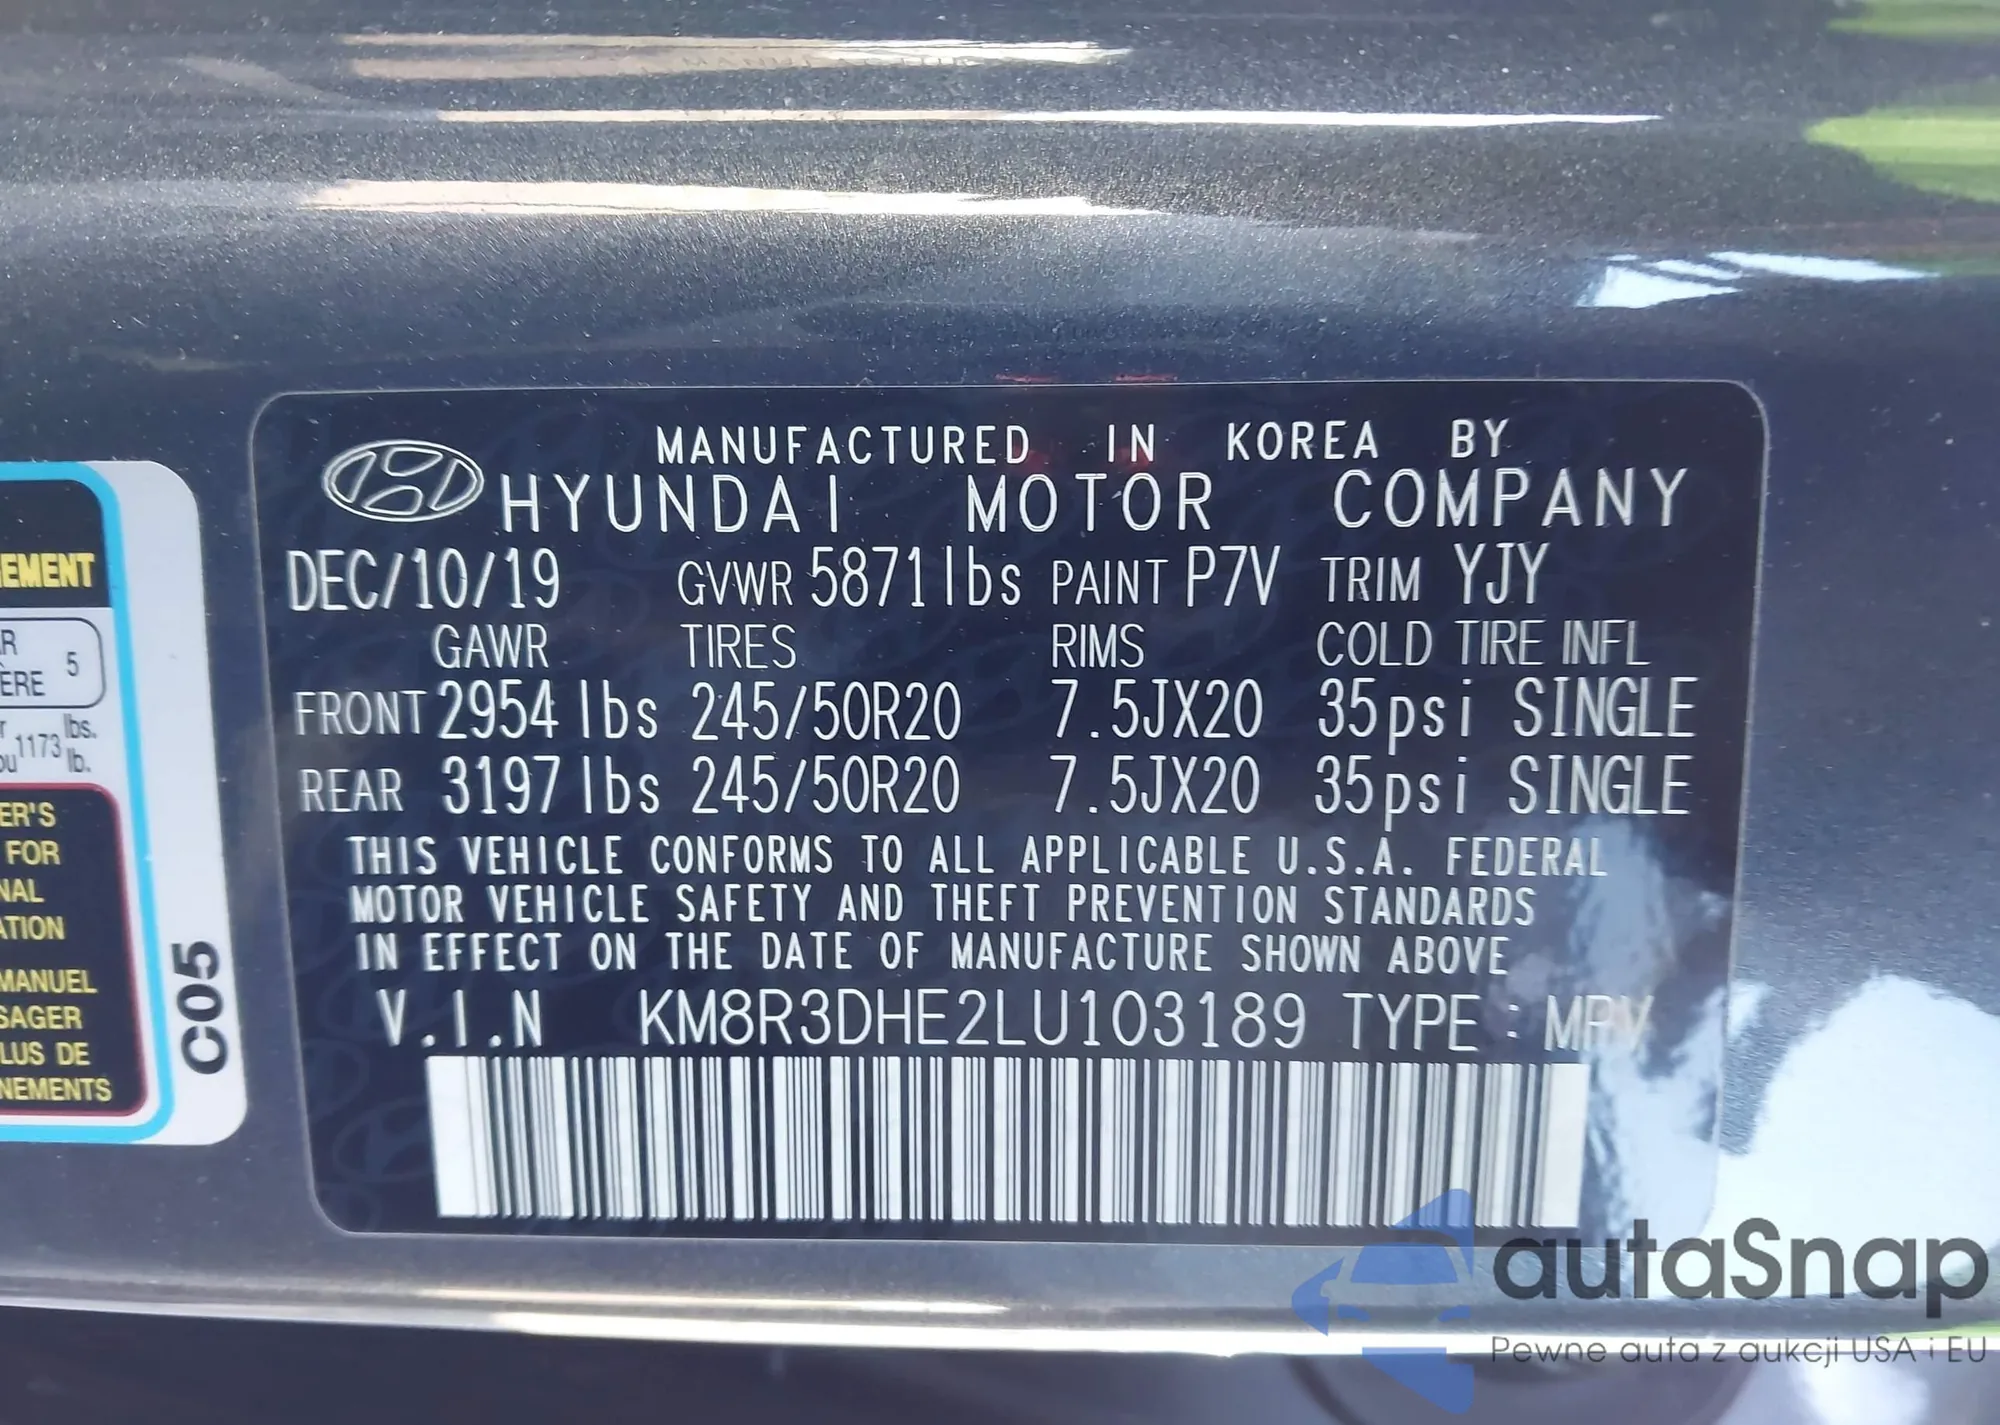 MANUFACTURED IN KOREA BY
HYUNDAI MOTOR COMPANY
DEC/10/19 GVWR 5871lbs PAINT P7V TRIM YJY
GAWR TIRES RIMS COLD TIRE INFL
FRONT 2954 lbs 245/50R20 7.5JX20 35psi SINGLE
REAR 3197 lbs 245/50R20 7.5JX20 35psi SINGLE
THIS VEHICLE CONFORMS TO ALL APPLICABLE U.S.A. FEDERAL
MOTOR VEHICLE SAFETY AND THEFT PREVENTION STANDARDS
IN EFFECT ON THE DATE OF MANUFACTURE SHOWN ABOVE
V.I.N KM8R3DHE2LU103189 TYPE : MPV
EMENT
R
ÈRE 5
r lbs.
ou 1173 lb.
ER'S
FOR
NAL
ATION
MANUEL
SAGER
LUS DE
NEMENTS
C05
autaSnap
Pewne auta z aukcji USA i EU